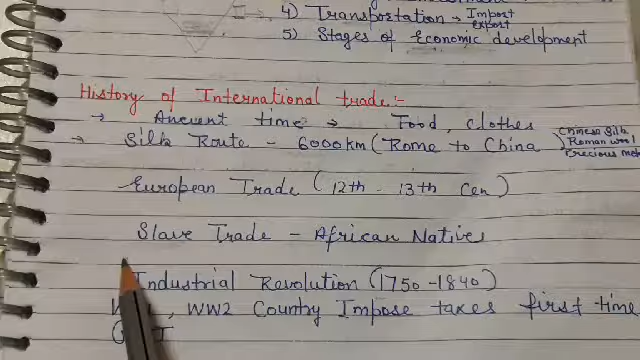 4) Transportation → Import
export
5) Stages of Economic development
History of International trade:-
→ Ancient time → Food, clothes
→ Silk Route - 6000km (Rome to China
Chinese Silk
Roman wool
Precious met
European Trade (12th - 13th Cen)
Slave Trade - African Natives
Industrial Revolution (1750-1840)
WW2 Country Impose taxes first time